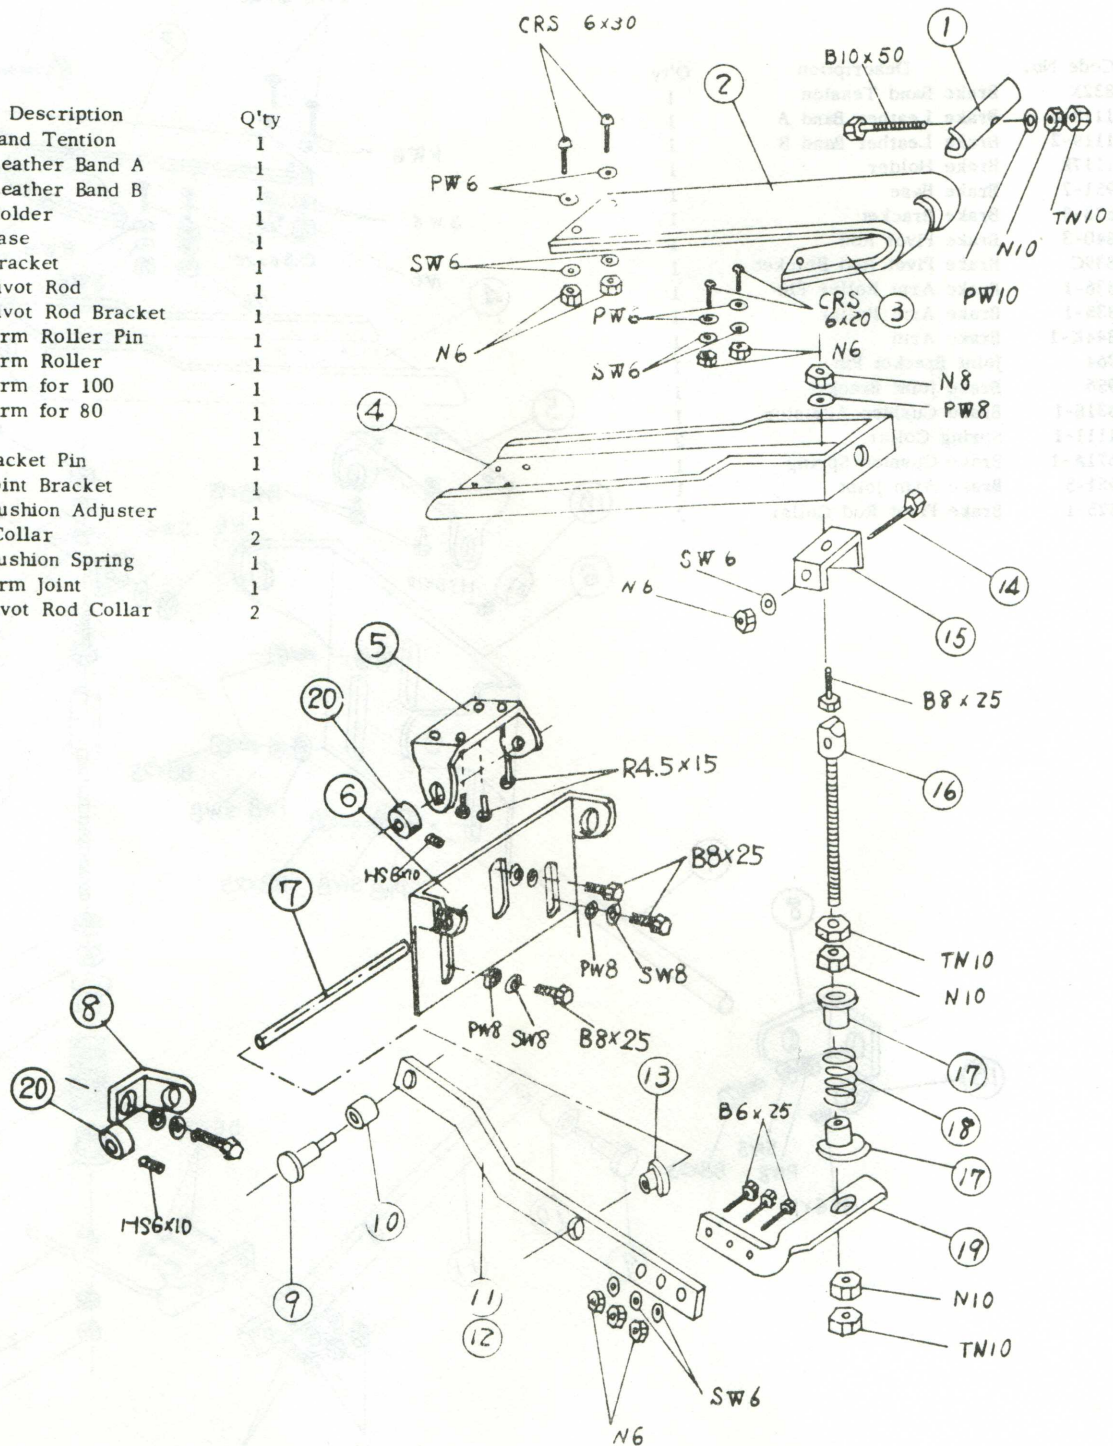 Description Q'ty
and Tention 1
eather Band A 1
eather Band B 1
older 1
ase 1
racket 1
ivot Rod 1
vot Rod Bracket 1
rm Roller Pin 1
rm Roller 1
rm for 100 1
rm for 80 1
1
acket Pin 1
int Bracket 1
ushion Adjuster 1
Collar 2
ushion Spring 1
rm Joint 1
vot Rod Collar 2
CRS 6x30
1
B10x50
2
PW6
TN10
N10
PW10
SW6
N6
PW6
CRS
6x20
3
SW6
N6
N8
PW8
4
SW 6
N6
14
15
5
20
B8x25
R4.5x15
16
6
HS6x10
B8x25
7
PW8
SW8
TN10
N10
PW8
SW8
B8x25
8
17
13
B6x25
20
18
17
10
HS6x10
19
9
11
12
N10
TN10
SW6
N6